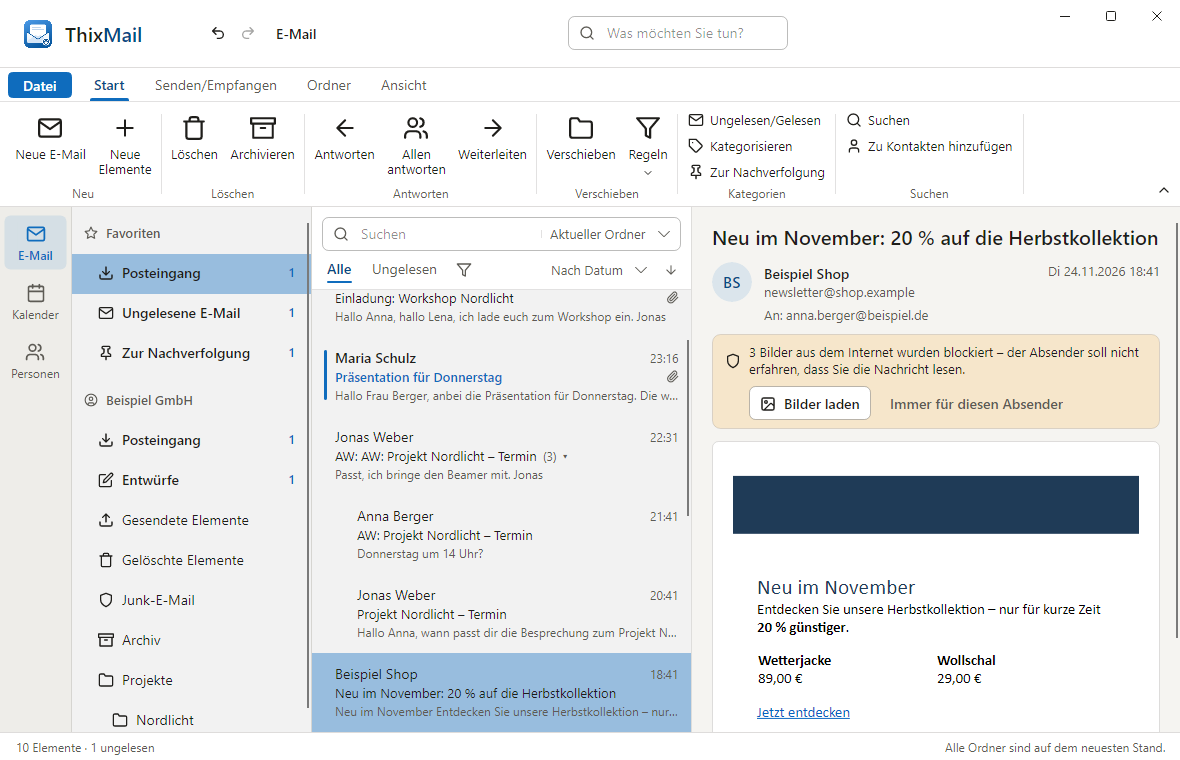 ThixMail
E-Mail
Was möchten Sie tun?
Datei
Start
Senden/Empfangen
Ordner
Ansicht
Neue E-Mail
Neue
Elemente
Neu
Löschen
Archivieren
Löschen
Antworten
Allen
antworten
Weiterleiten
Antworten
Verschieben
Regeln
Verschieben
Ungelesen/Gelesen
Kategorisieren
Zur Nachverfolgung
Kategorien
Suchen
Zu Kontakten hinzufügen
Suchen
E-Mail
Kalender
Personen
Favoriten
Posteingang 1
Ungelesene E-Mail 1
Zur Nachverfolgung 1
Beispiel GmbH
Posteingang 1
Entwürfe 1
Gesendete Elemente
Gelöschte Elemente
Junk-E-Mail
Archiv
Projekte
Nordlicht
Suchen
Aktueller Ordner
Alle
Ungelesen
Nach Datum
Einladung: Workshop Nordlicht
Hallo Anna, hallo Lena, ich lade euch zum Workshop ein. Jonas
Maria Schulz 23:16
Präsentation für Donnerstag
Hallo Frau Berger, anbei die Präsentation für Donnerstag. Die w...
Jonas Weber 22:31
AW: AW: Projekt Nordlicht – Termin (3)
Passt, ich bringe den Beamer mit. Jonas
Anna Berger 21:41
AW: Projekt Nordlicht – Termin
Donnerstag um 14 Uhr?
Jonas Weber 20:41
Projekt Nordlicht – Termin
Hallo Anna, wann passt dir die Besprechung zum Projekt N...
Beispiel Shop 18:41
Neu im November: 20 % auf die Herbstkollektion
Neu im November Entdecken Sie unsere Herbstkollektion – nur...
Neu im November: 20 % auf die Herbstkollektion
BS
Beispiel Shop
Di 24.11.2026 18:41
newsletter@shop.example
An: anna.berger@beispiel.de
3 Bilder aus dem Internet wurden blockiert – der Absender soll nicht
erfahren, dass Sie die Nachricht lesen.
Bilder laden
Immer für diesen Absender
Neu im November
Entdecken Sie unsere Herbstkollektion – nur für kurze Zeit
20 % günstiger.
Wetterjacke
89,00 €
Wollschal
29,00 €
Jetzt entdecken
10 Elemente · 1 ungelesen
Alle Ordner sind auf dem neuesten Stand.